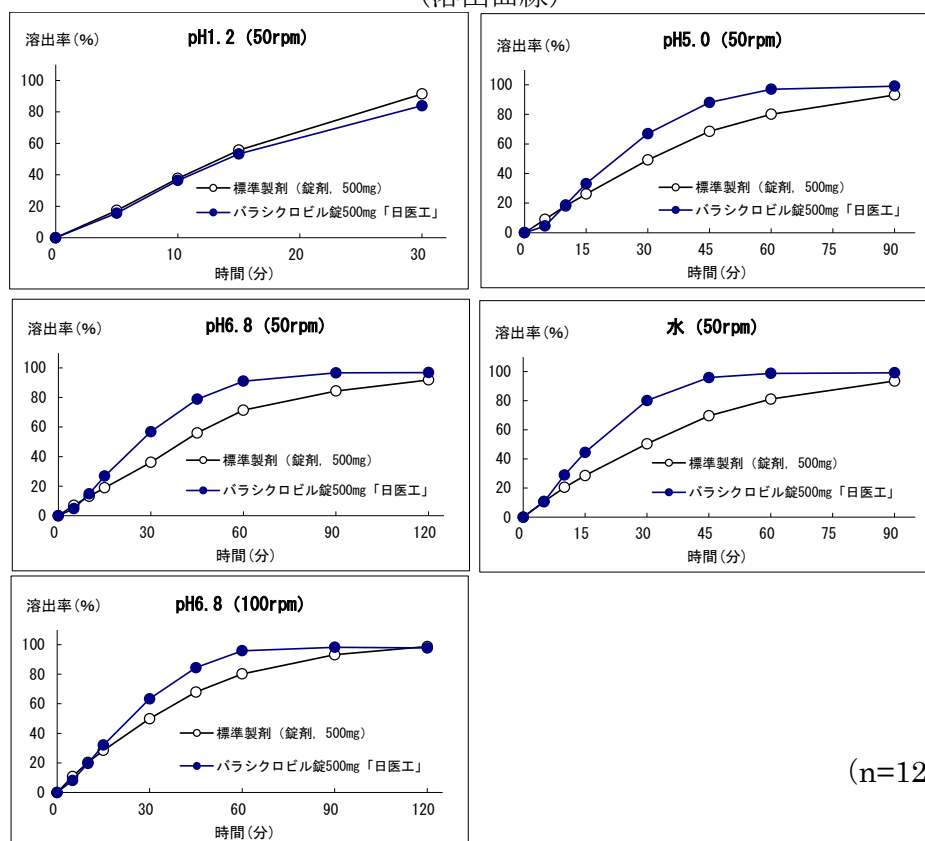 (溶出曲線)
溶出率(%)
pH1.2 (50rpm)
100
80
60
40
20
0
標準製剤 (錠剤, 500mg)
バラシクロビル錠500mg「日医工」
0 10 20 30
時間(分)
溶出率(%)
pH5.0 (50rpm)
100
80
60
40
20
0
標準製剤 (錠剤, 500mg)
バラシクロビル錠500mg「日医工」
0 15 30 45 60 75 90
時間(分)
溶出率(%)
pH6.8 (50rpm)
100
80
60
40
20
0
標準製剤 (錠剤, 500mg)
バラシクロビル錠500mg「日医工」
0 30 60 90 120
時間(分)
溶出率(%)
水 (50rpm)
100
80
60
40
20
0
標準製剤 (錠剤, 500mg)
バラシクロビル錠500mg「日医工」
0 15 30 45 60 75 90
時間(分)
溶出率(%)
pH6.8 (100rpm)
100
80
60
40
20
0
標準製剤 (錠剤, 500mg)
バラシクロビル錠500mg「日医工」
0 30 60 90 120
時間(分)
(n=12